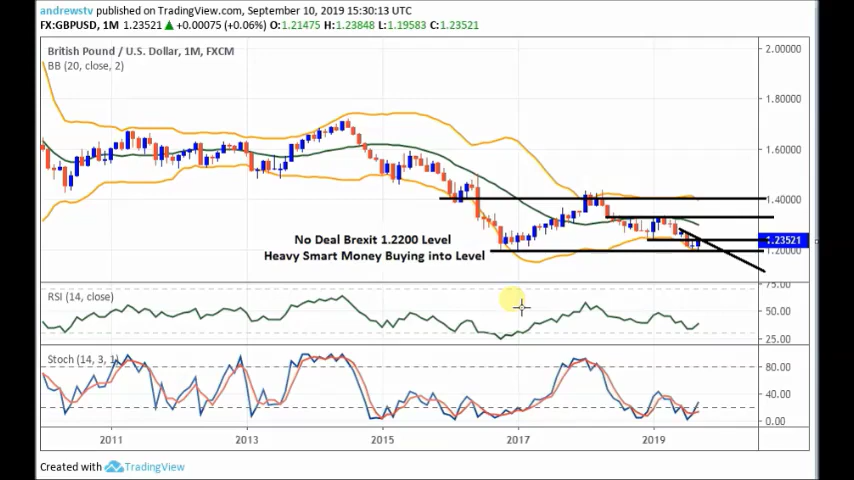 andrewstv published on TradingView.com, September 10, 2019 15:30:13 UTC
FX:GBPUSD, 1M 1.23521 ▲ +0.00075 (+0.06%) O:1.21475 H:1.23848 L:1.19583 C:1.23521
British Pound / U.S. Dollar, 1M, FXCM
BB (20, close, 2)
2.00000
1.80000
1.60000
1.40000
1.23521
1.20000
No Deal Brexit 1.2200 Level
Heavy Smart Money Buying into Level
RSI (14, close)
75.00
50.00
25.00
Stoch (14, 3, 1)
80.00
40.00
0.00
2011 2013 2015 2017 2019
Created with TradingView